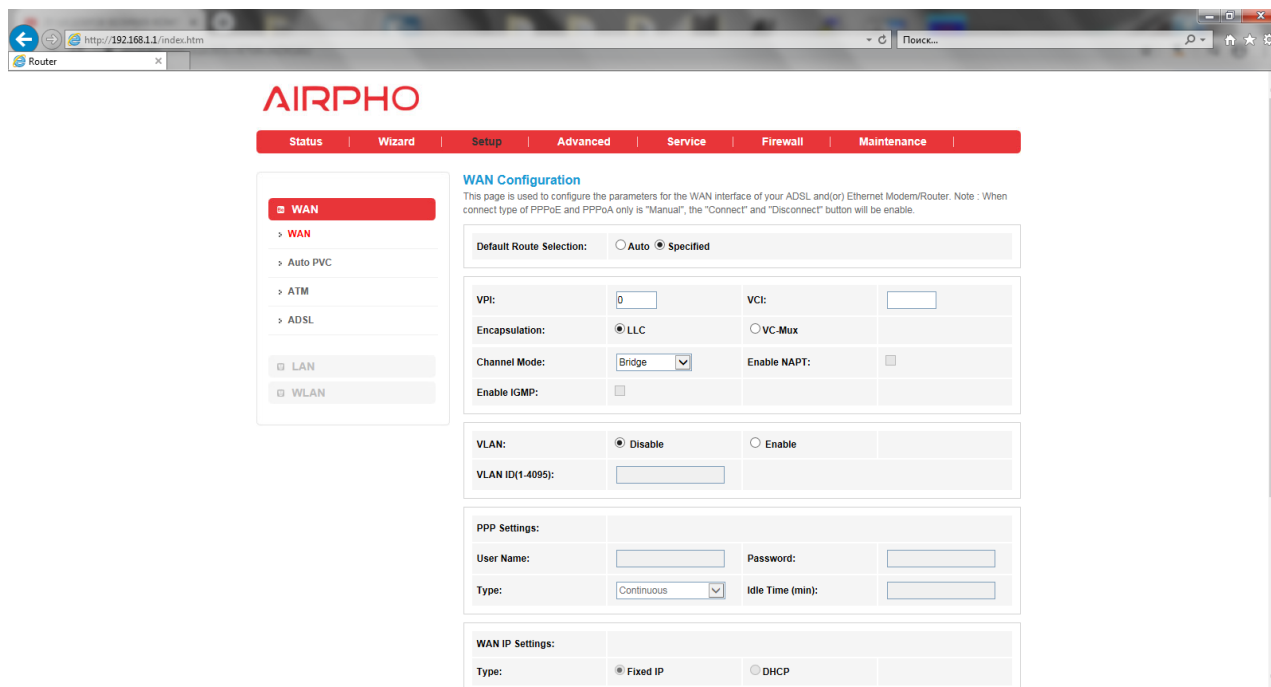 http://192.168.1.1/index.htm
Поиск...
Router
AIRPHO
Status Wizard Setup Advanced Service Firewall Maintenance
WAN
WAN
Auto PVC
ATM
ADSL
LAN
WLAN
WAN Configuration
This page is used to configure the parameters for the WAN interface of your ADSL and(or) Ethernet Modem/Router. Note : When
connect type of PPPoE and PPPoA only is "Manual", the "Connect" and "Disconnect" button will be enable.
Default Route Selection: Auto Specified
VPI: 0 VCI:
Encapsulation: LLC VC-Mux
Channel Mode: Bridge Enable NAPT:
Enable IGMP:
VLAN: Disable Enable
VLAN ID(1-4095):
PPP Settings:
User Name: Password:
Type: Continuous Idle Time (min):
WAN IP Settings:
Type: Fixed IP DHCP